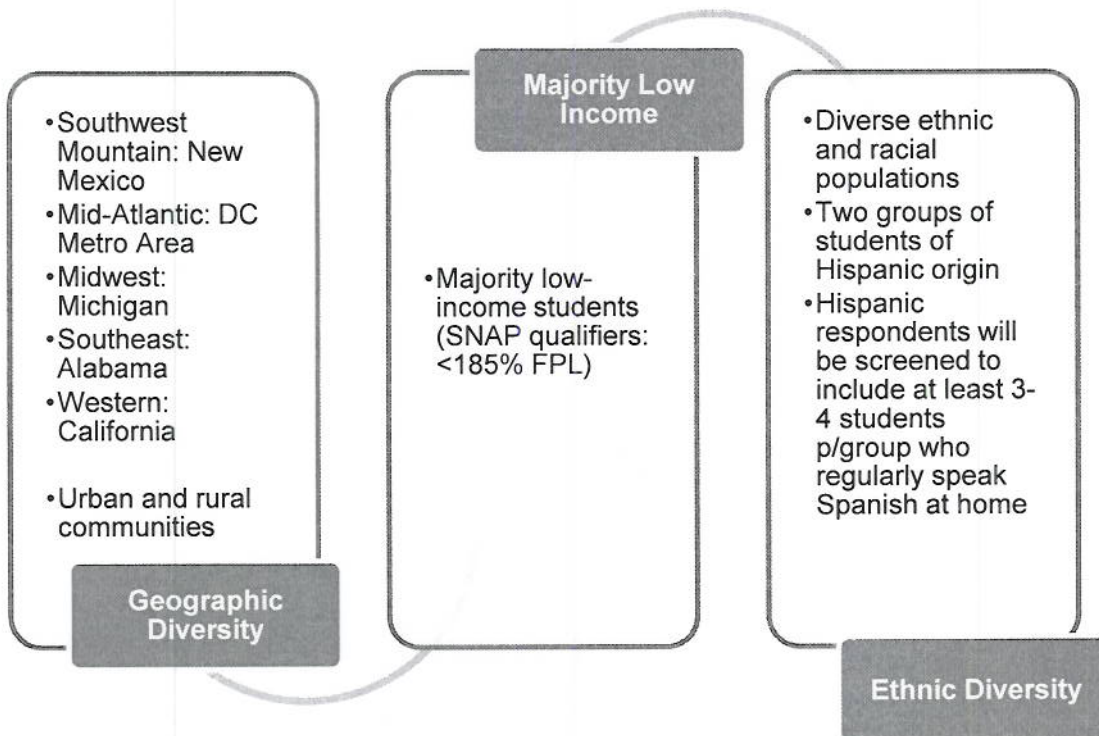 •Southwest
Mountain: New
Mexico
•Mid-Atlantic: DC
Metro Area
•Midwest:
Michigan
•Southeast:
Alabama
•Western:
California
•Urban and rural
communities
Geographic
Diversity
Majority Low
Income
•Majority low-
income students
(SNAP qualifiers:
<185% FPL)
•Diverse ethnic
and racial
populations
•Two groups of
students of
Hispanic origin
•Hispanic
respondents will
be screened to
include at least 3-
4 students
p/group who
regularly speak
Spanish at home
Ethnic Diversity